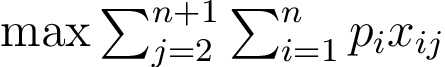 max ∑_{j=2}^{n+1} ∑_{i=1}^{n} p_i x_{ij}